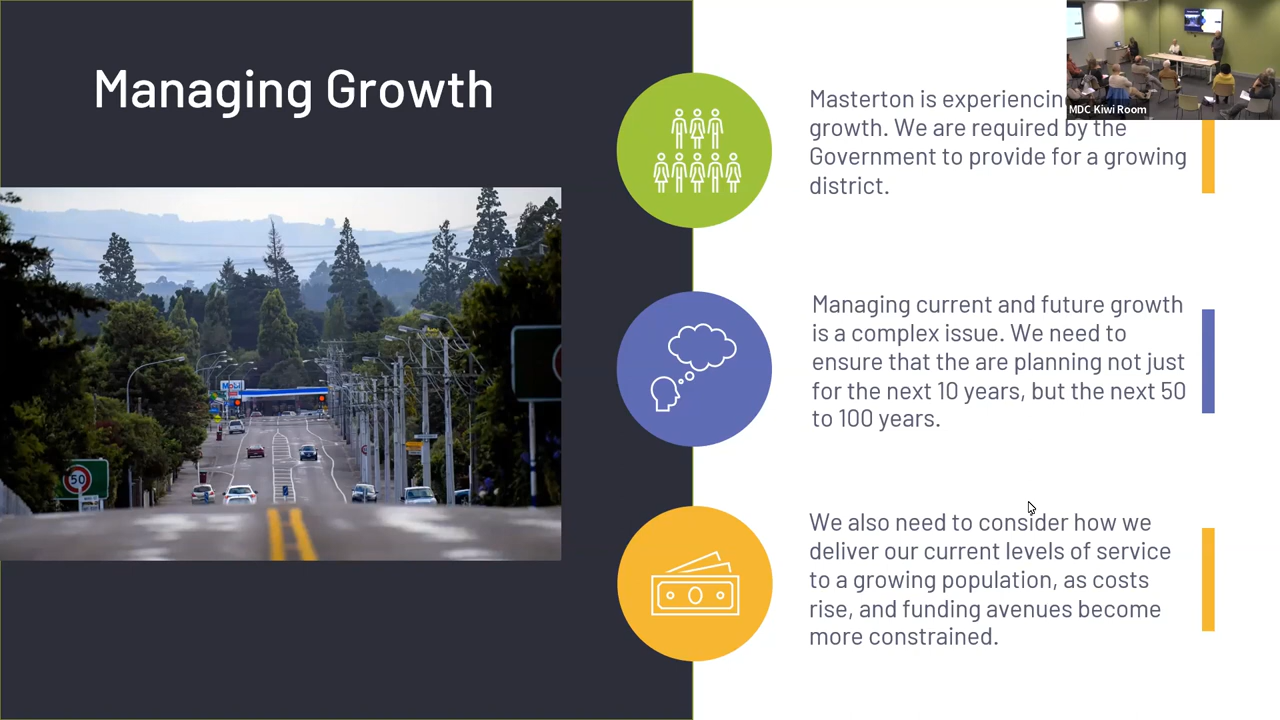 Managing Growth
MDC Kiwi Room
Masterton is experiencing
growth. We are required by the
Government to provide for a growing
district.
Managing current and future growth
is a complex issue. We need to
ensure that the are planning not just
for the next 10 years, but the next 50
to 100 years.
We also need to consider how we
deliver our current levels of service
to a growing population, as costs
rise, and funding avenues become
more constrained.
Mobil
50